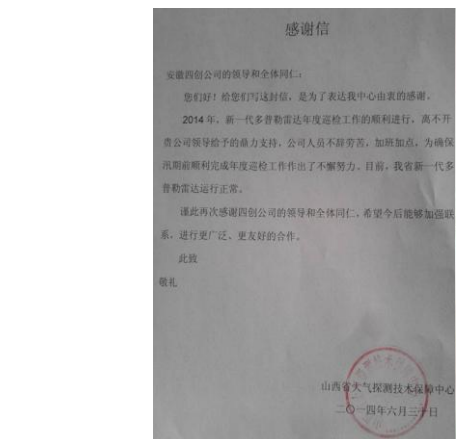 感谢信
安徽四创公司的领导和全体同仁:
您们好！给您们写这封信，是为了表达我中心由衷的感谢。
2014年，新一代多普勒雷达年度巡检工作的顺利进行，离不开
贵公司领导给予的鼎力支持，公司人员不辞劳苦，加班加点，为确保
汛期前顺利完成年度巡检工作作出了不懈努力。目前，我省新一代多
普勒雷达运行正常。
谨此再次感谢四创公司的领导和全体同仁，希望今后能够加强联
系，进行更广泛、更友好的合作。
此致
敬礼
山西省大气探测技术保障中心
二〇一四年六月三十日